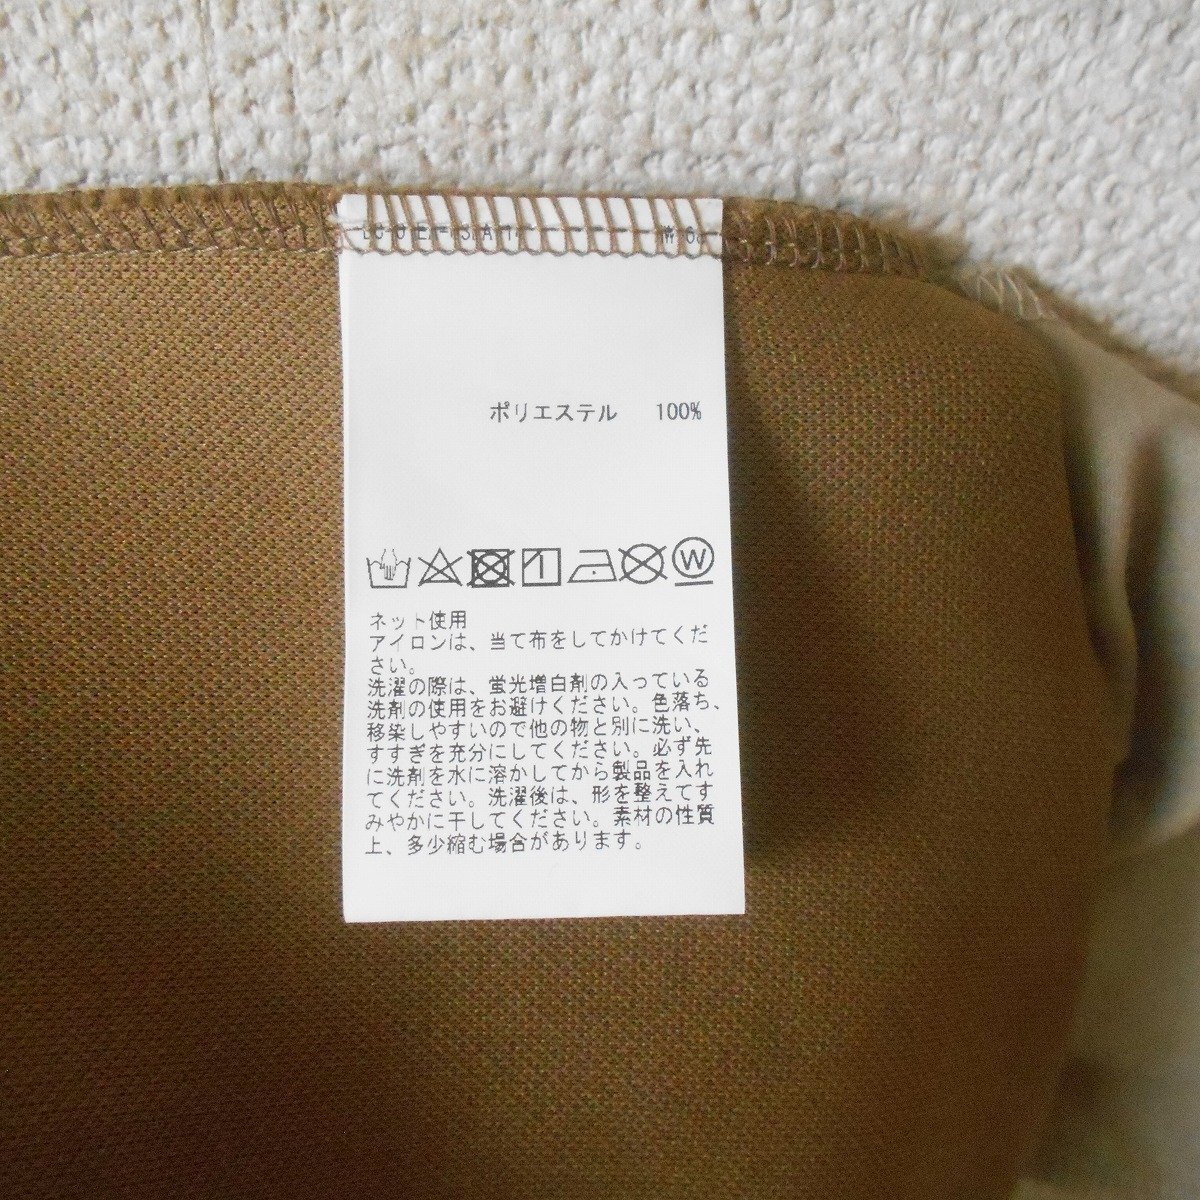 ポリエステル 100%
W
ネット使用
アイロンは、当て布をしてかけてくだ
さい。
洗濯の際は、蛍光増白剤の入っている
洗剤の使用をお避けください。色落ち、
移染しやすいので他の物と別に洗い、
すすぎを充分にしてください。必ず先
に洗剤を水に溶かしてから製品を入れ
てください。洗濯後は、形を整えてす
みやかに干してください。素材の性質
上、多少縮む場合があります。